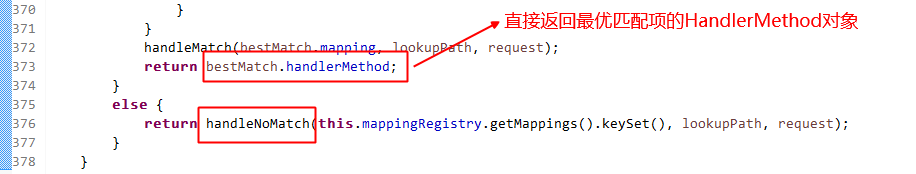 370 }
371 }
直接返回最优匹配项的HandlerMethod对象
372 handleMatch(bestMatch.mapping, lookupPath, request);
373 return bestMatch.handlerMethod;
374 }
375 else {
376 return handleNoMatch(this.mappingRegistry.getMappings().keySet(), lookupPath, request);
377 }
378 }